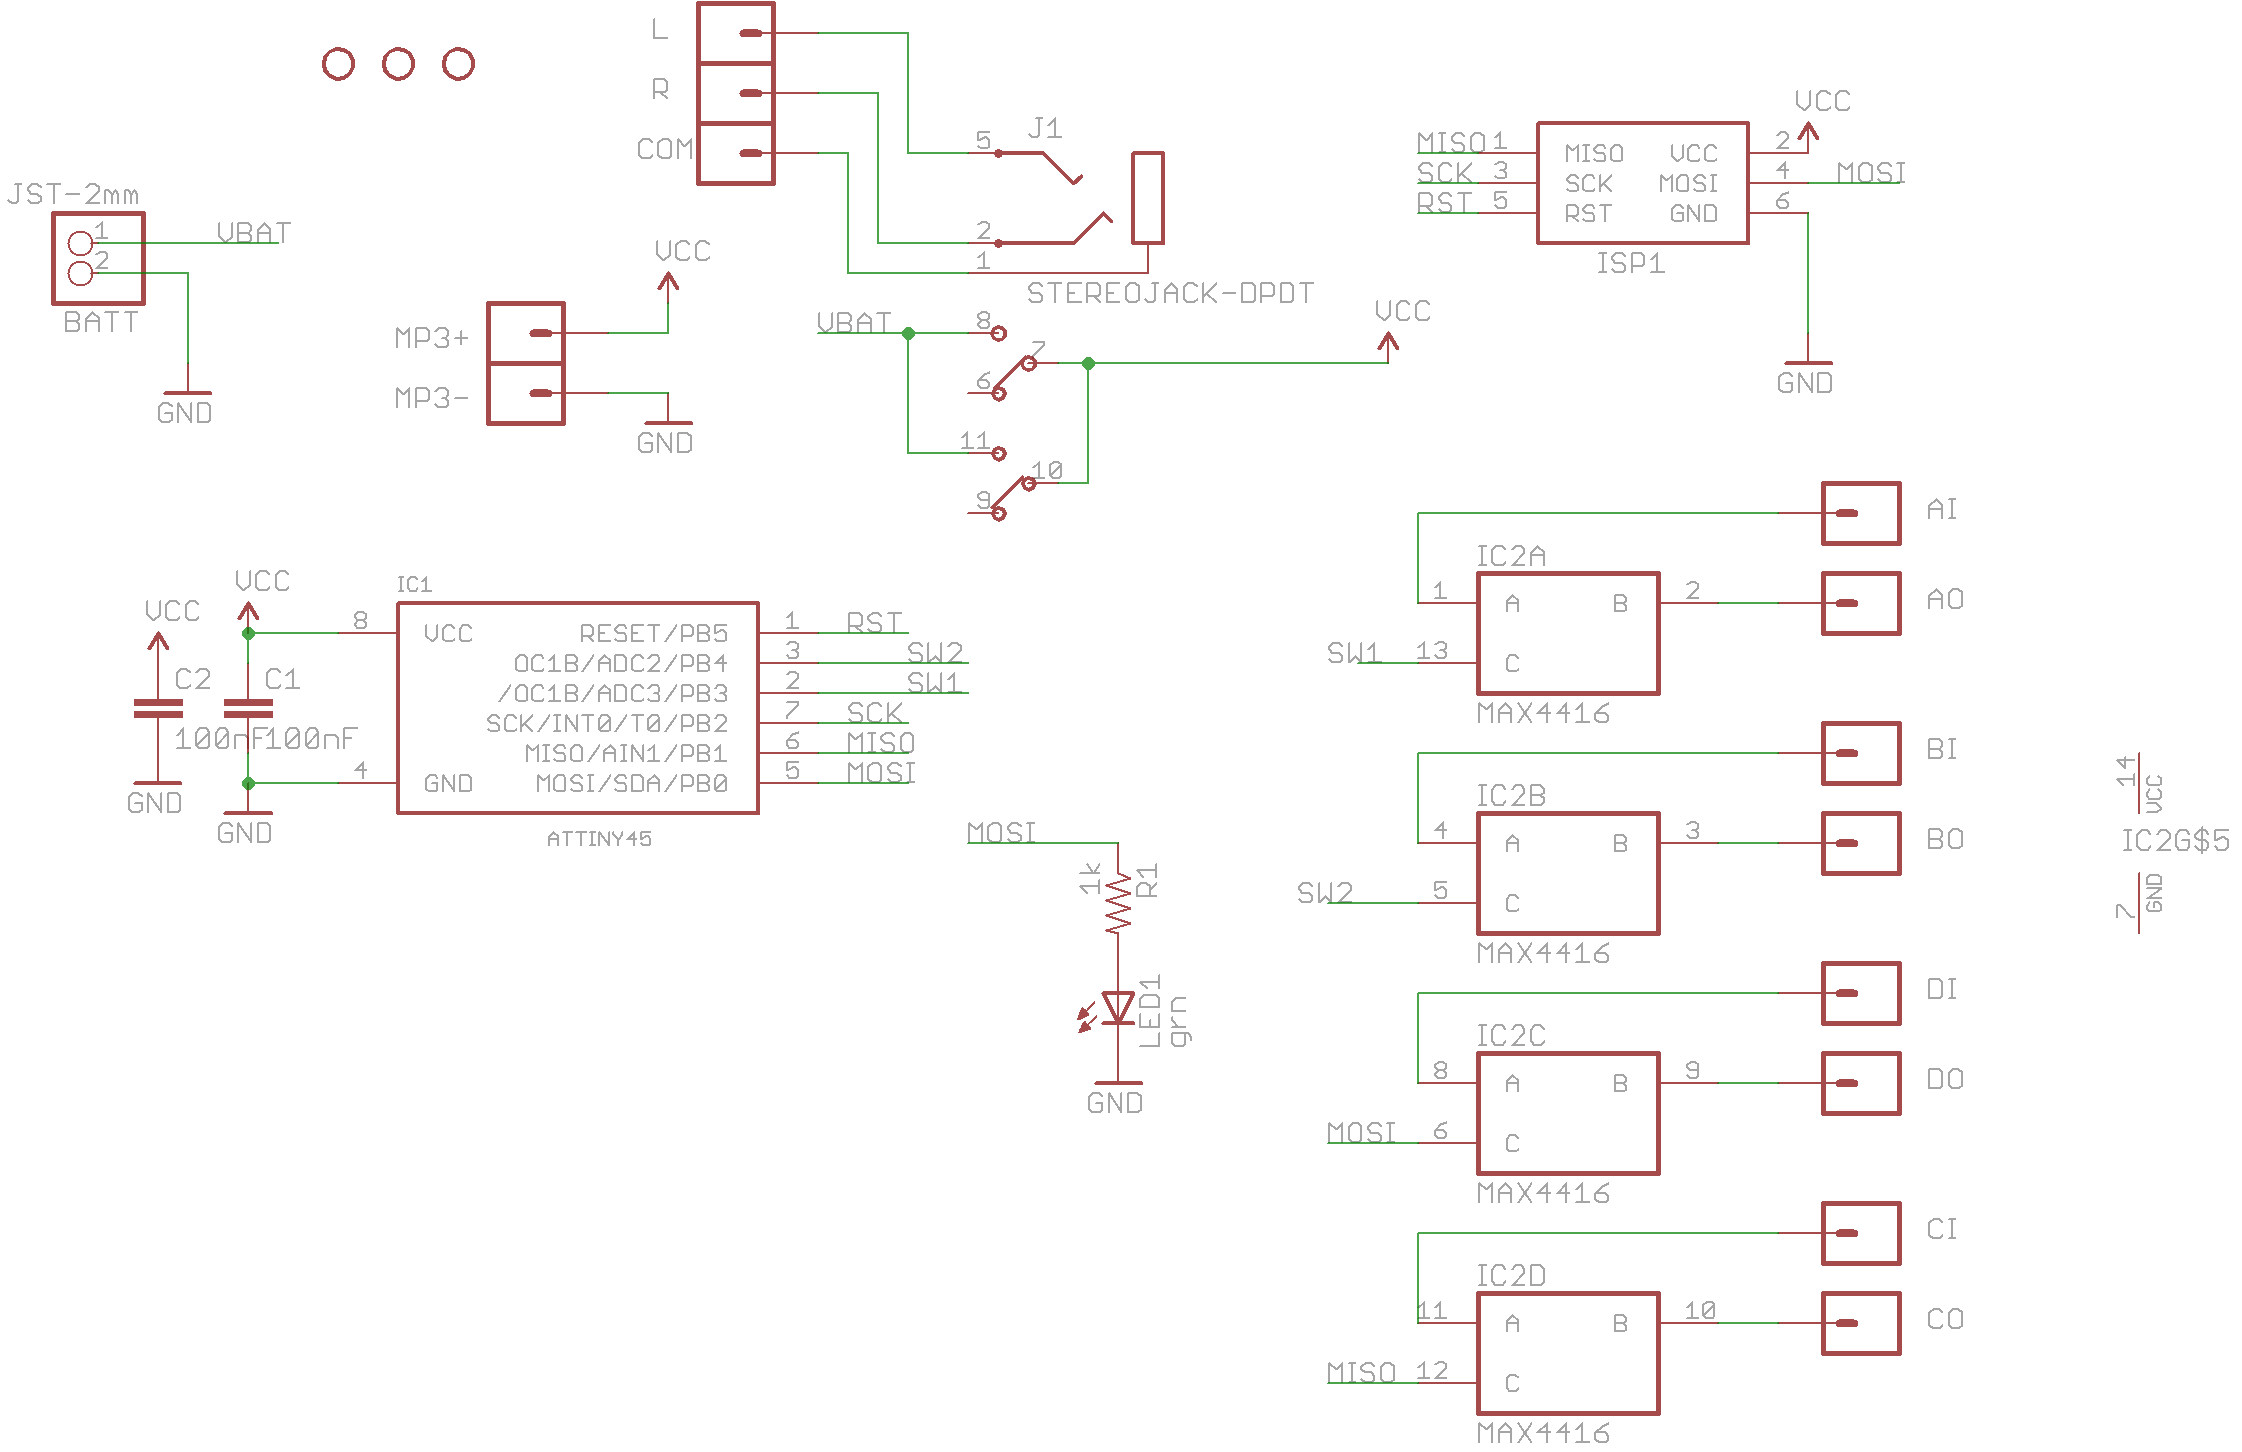 L
R
COM
J1
5
2
1
STEREOJACK-DPDT
JST-2mm
1
2
VBAT
BATT
GND
VCC
MP3+
MP3-
GND
VBAT
8
7
6
11
10
9
VCC
MISO 1
SCK 3
RST 5
MISO VCC
SCK MOSI
RST GND
2
4
6
VCC
MOSI
ISP1
GND
VCC
VCC
C2
C1
100nF
100nF
GND
GND
IC1
8
4
VCC
GND
RESET/PB5
OC1B/ADC2/PB4
/OC1B/ADC3/PB3
SCK/INT0/T0/PB2
MISO/AIN1/PB1
MOSI/SDA/PB0
1 RST
3 SW2
2 SW1
7 SCK
6 MISO
5 MOSI
ATTINY45
MOSI
1k
R1
LED1
grn
GND
AI
IC2A
1 A B 2
AO
SW1 13 C
MAX4416
BI
IC2B
4 A B 3
BO
SW2 5 C
MAX4416
DI
IC2C
8 A B 9
DO
MOSI 6 C
MAX4416
CI
IC2D
11 A B 10
CO
MISO 12 C
MAX4416
14
VCC
IC2G$5
7
GND